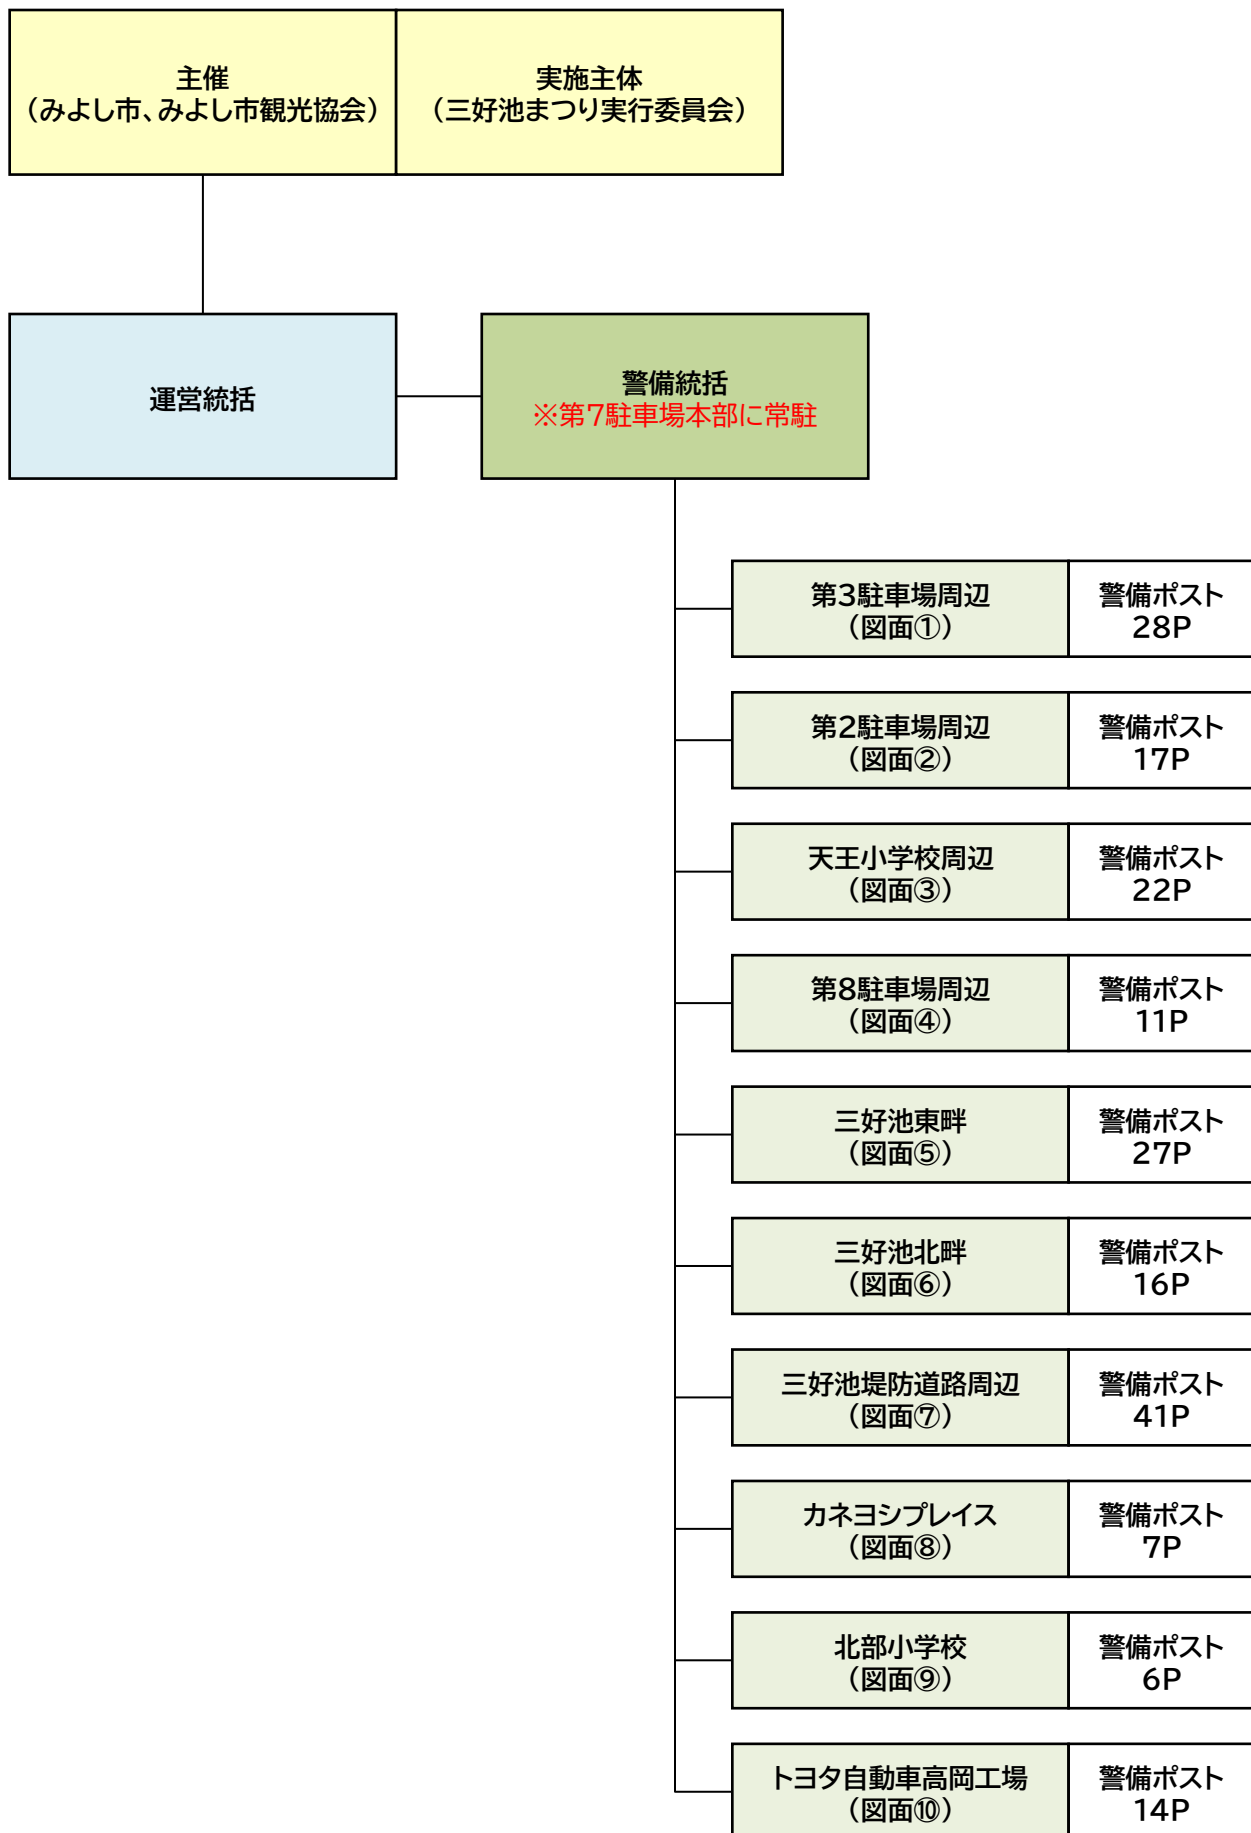 主催
（みよし市、みよし市観光協会）
実施主体
（三好池まつり実行委員会）
運営統括
警備統括
※第7駐車場本部に常駐
第3駐車場周辺
（図面①）
警備ポスト
28P
第2駐車場周辺
（図面②）
警備ポスト
17P
天王小学校周辺
（図面③）
警備ポスト
22P
第8駐車場周辺
（図面④）
警備ポスト
11P
三好池東畔
（図面⑤）
警備ポスト
27P
三好池北畔
（図面⑥）
警備ポスト
16P
三好池堤防道路周辺
（図面⑦）
警備ポスト
41P
カネヨシプレイス
（図面⑧）
警備ポスト
7P
北部小学校
（図面⑨）
警備ポスト
6P
トヨタ自動車高岡工場
（図面⑩）
警備ポスト
14P